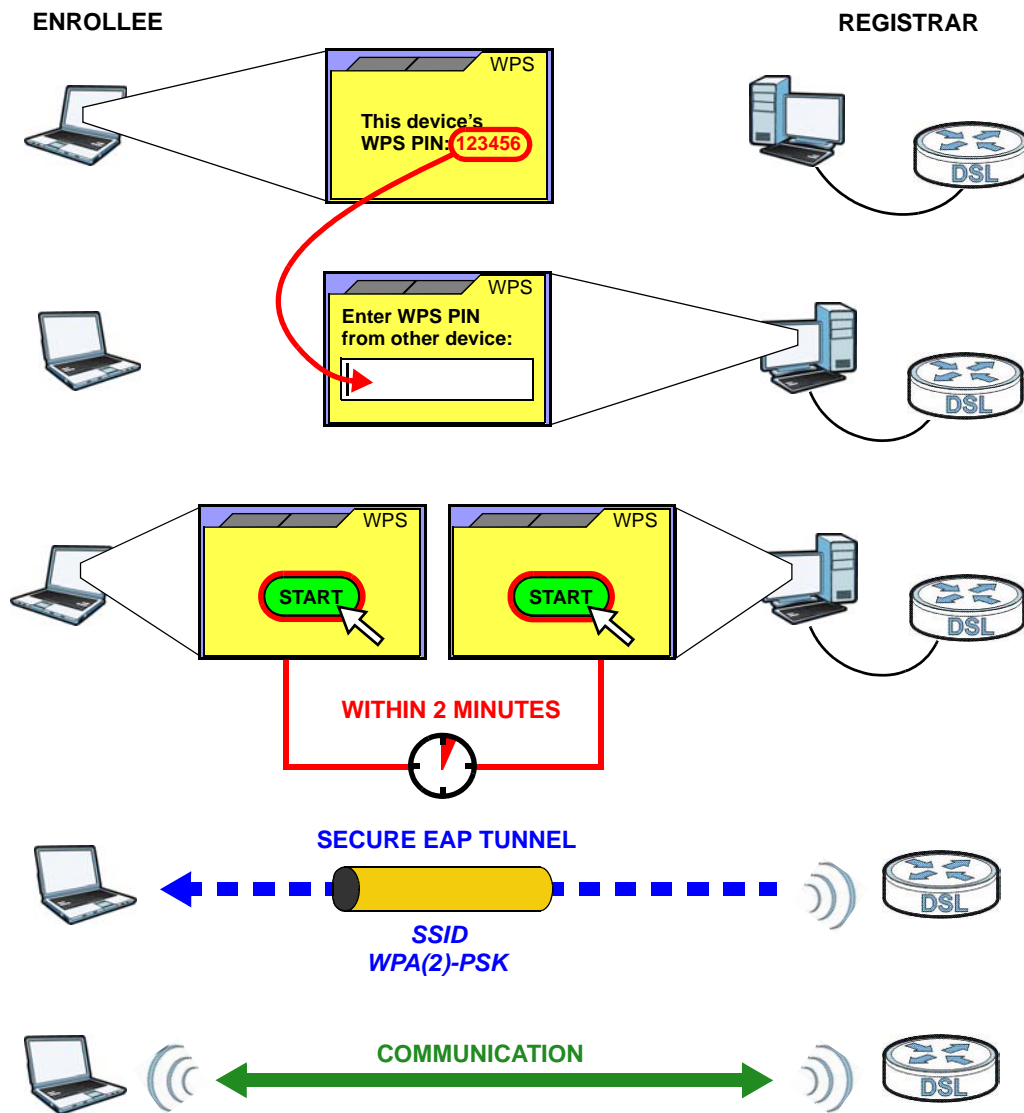 ENROLLEE
REGISTRAR
WPS
This device's
WPS PIN: 123456
DSL
WPS
Enter WPS PIN
from other device:
DSL
WPS
START
WPS
START
DSL
WITHIN 2 MINUTES
SECURE EAP TUNNEL
DSL
SSID
WPA(2)-PSK
COMMUNICATION
DSL